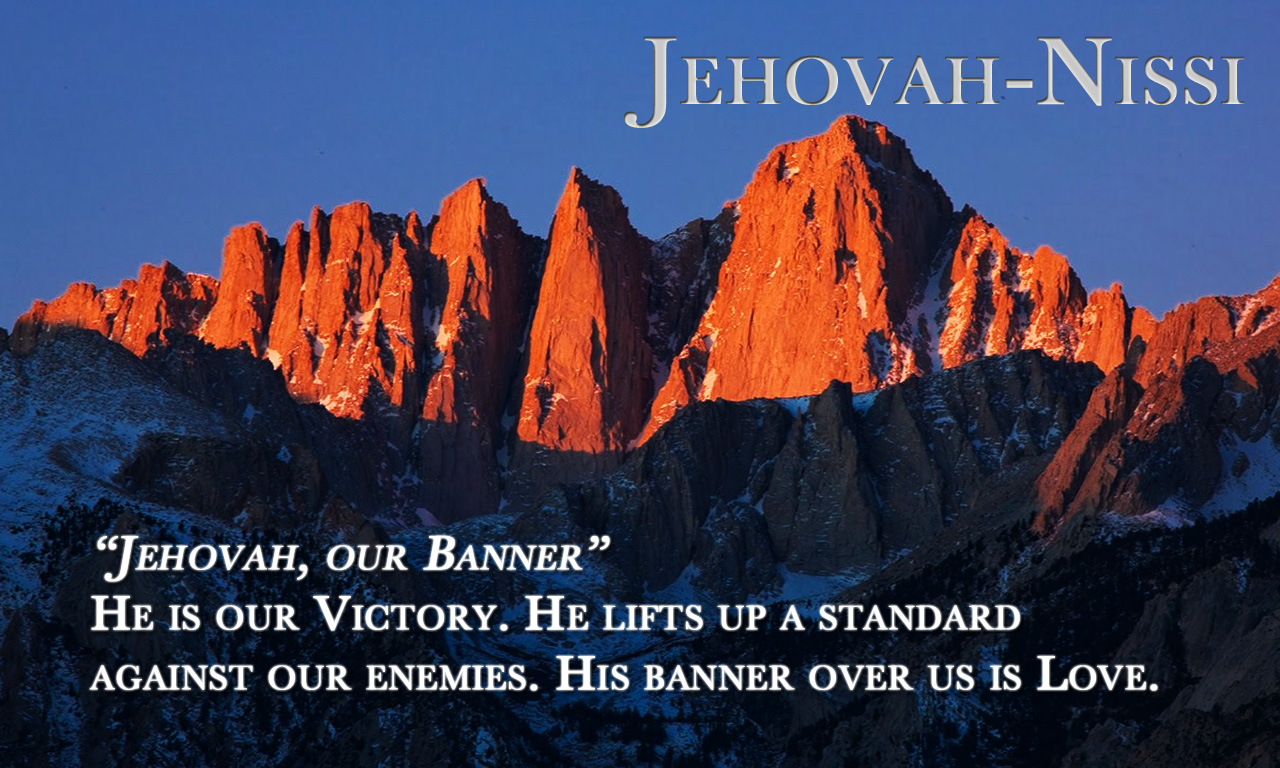 Jehovah-Nissi
“Jehovah, our Banner”
He is our Victory. He lifts up a standard
against our enemies. His banner over us is Love.